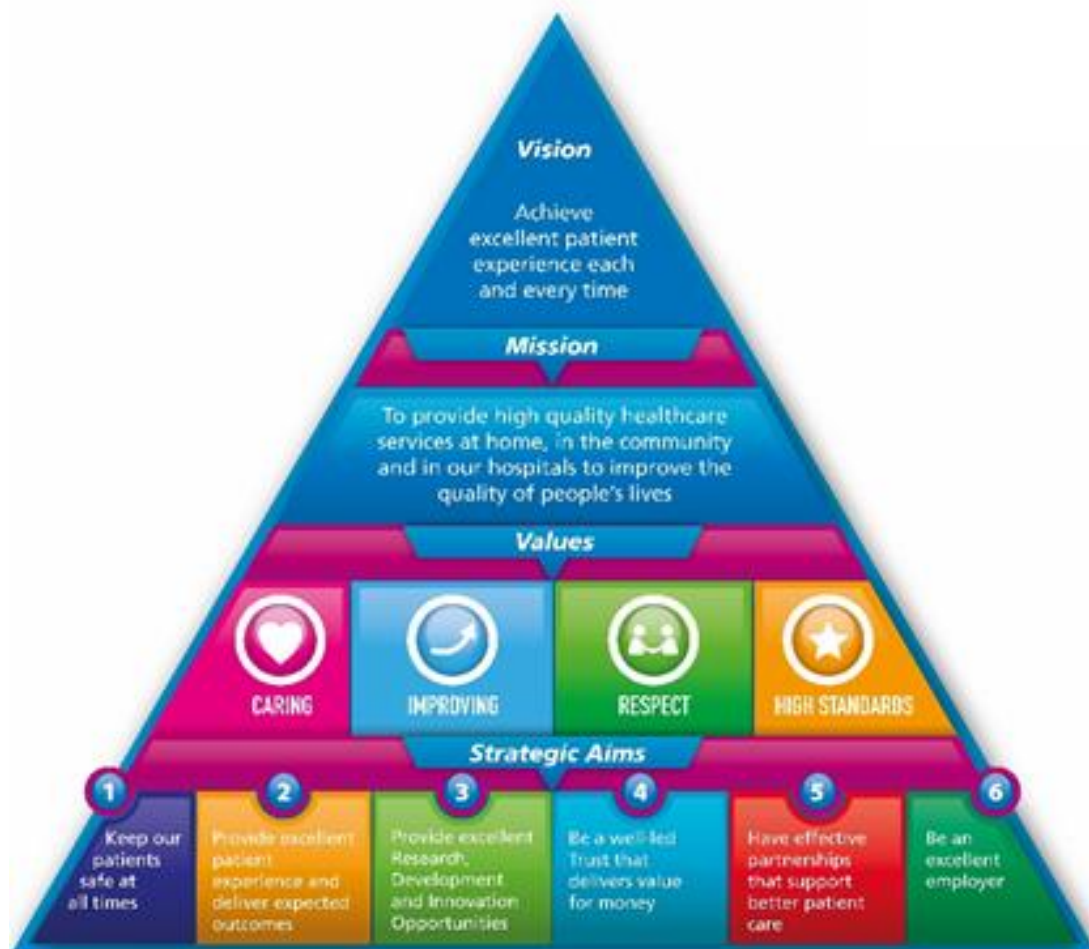 Vision
Achieve
excellent patient
experience each
and every time
Mission
To provide high quality healthcare
services at home, in the community
and in our hospitals to improve the
quality of people's lives
Values
CARING
IMPROVING
RESPECT
HIGH STANDARDS
Strategic Aims
1
Keep our
patients
safe at
all times
2
Provide excellent
patient
experience and
deliver expected
outcomes
3
Provide excellent
Research,
Development
and Innovation
Opportunities
4
Be a well-led
Trust that
delivers value
for money
5
Have effective
partnerships
that support
better patient
care
6
Be an
excellent
employer